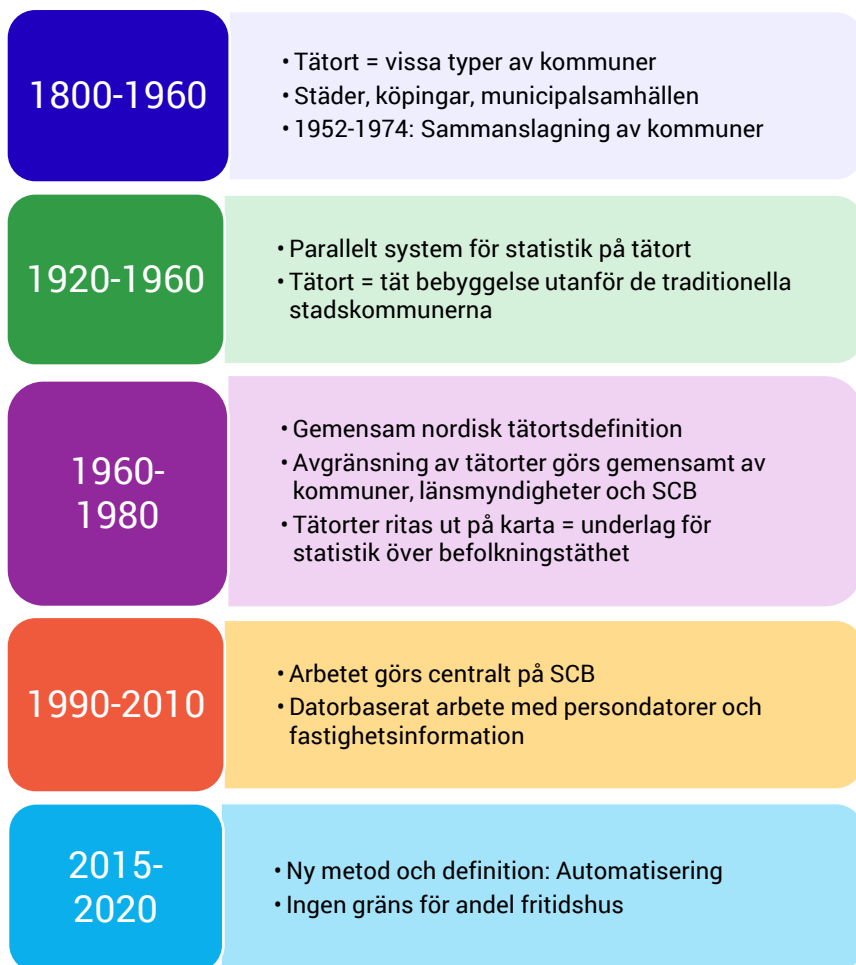 1800-1960
• Tätort = vissa typer av kommuner
• Städer, köpingar, municipalsamhällen
• 1952-1974: Sammanslagning av kommuner
1920-1960
• Parallelt system för statistik på tätort
• Tätort = tät bebyggelse utanför de traditionella
stadskommunerna
1960-
1980
• Gemensam nordisk tätortsdefinition
• Avgränsning av tätorter görs gemensamt av
kommuner, länsmyndigheter och SCB
• Tätorter ritas ut på karta = underlag för
statistik över befolkningstäthet
1990-2010
• Arbetet görs centralt på SCB
• Datorbaserat arbete med persondatorer och
fastighetsinformation
2015-
2020
• Ny metod och definition: Automatisering
• Ingen gräns för andel fritidshus